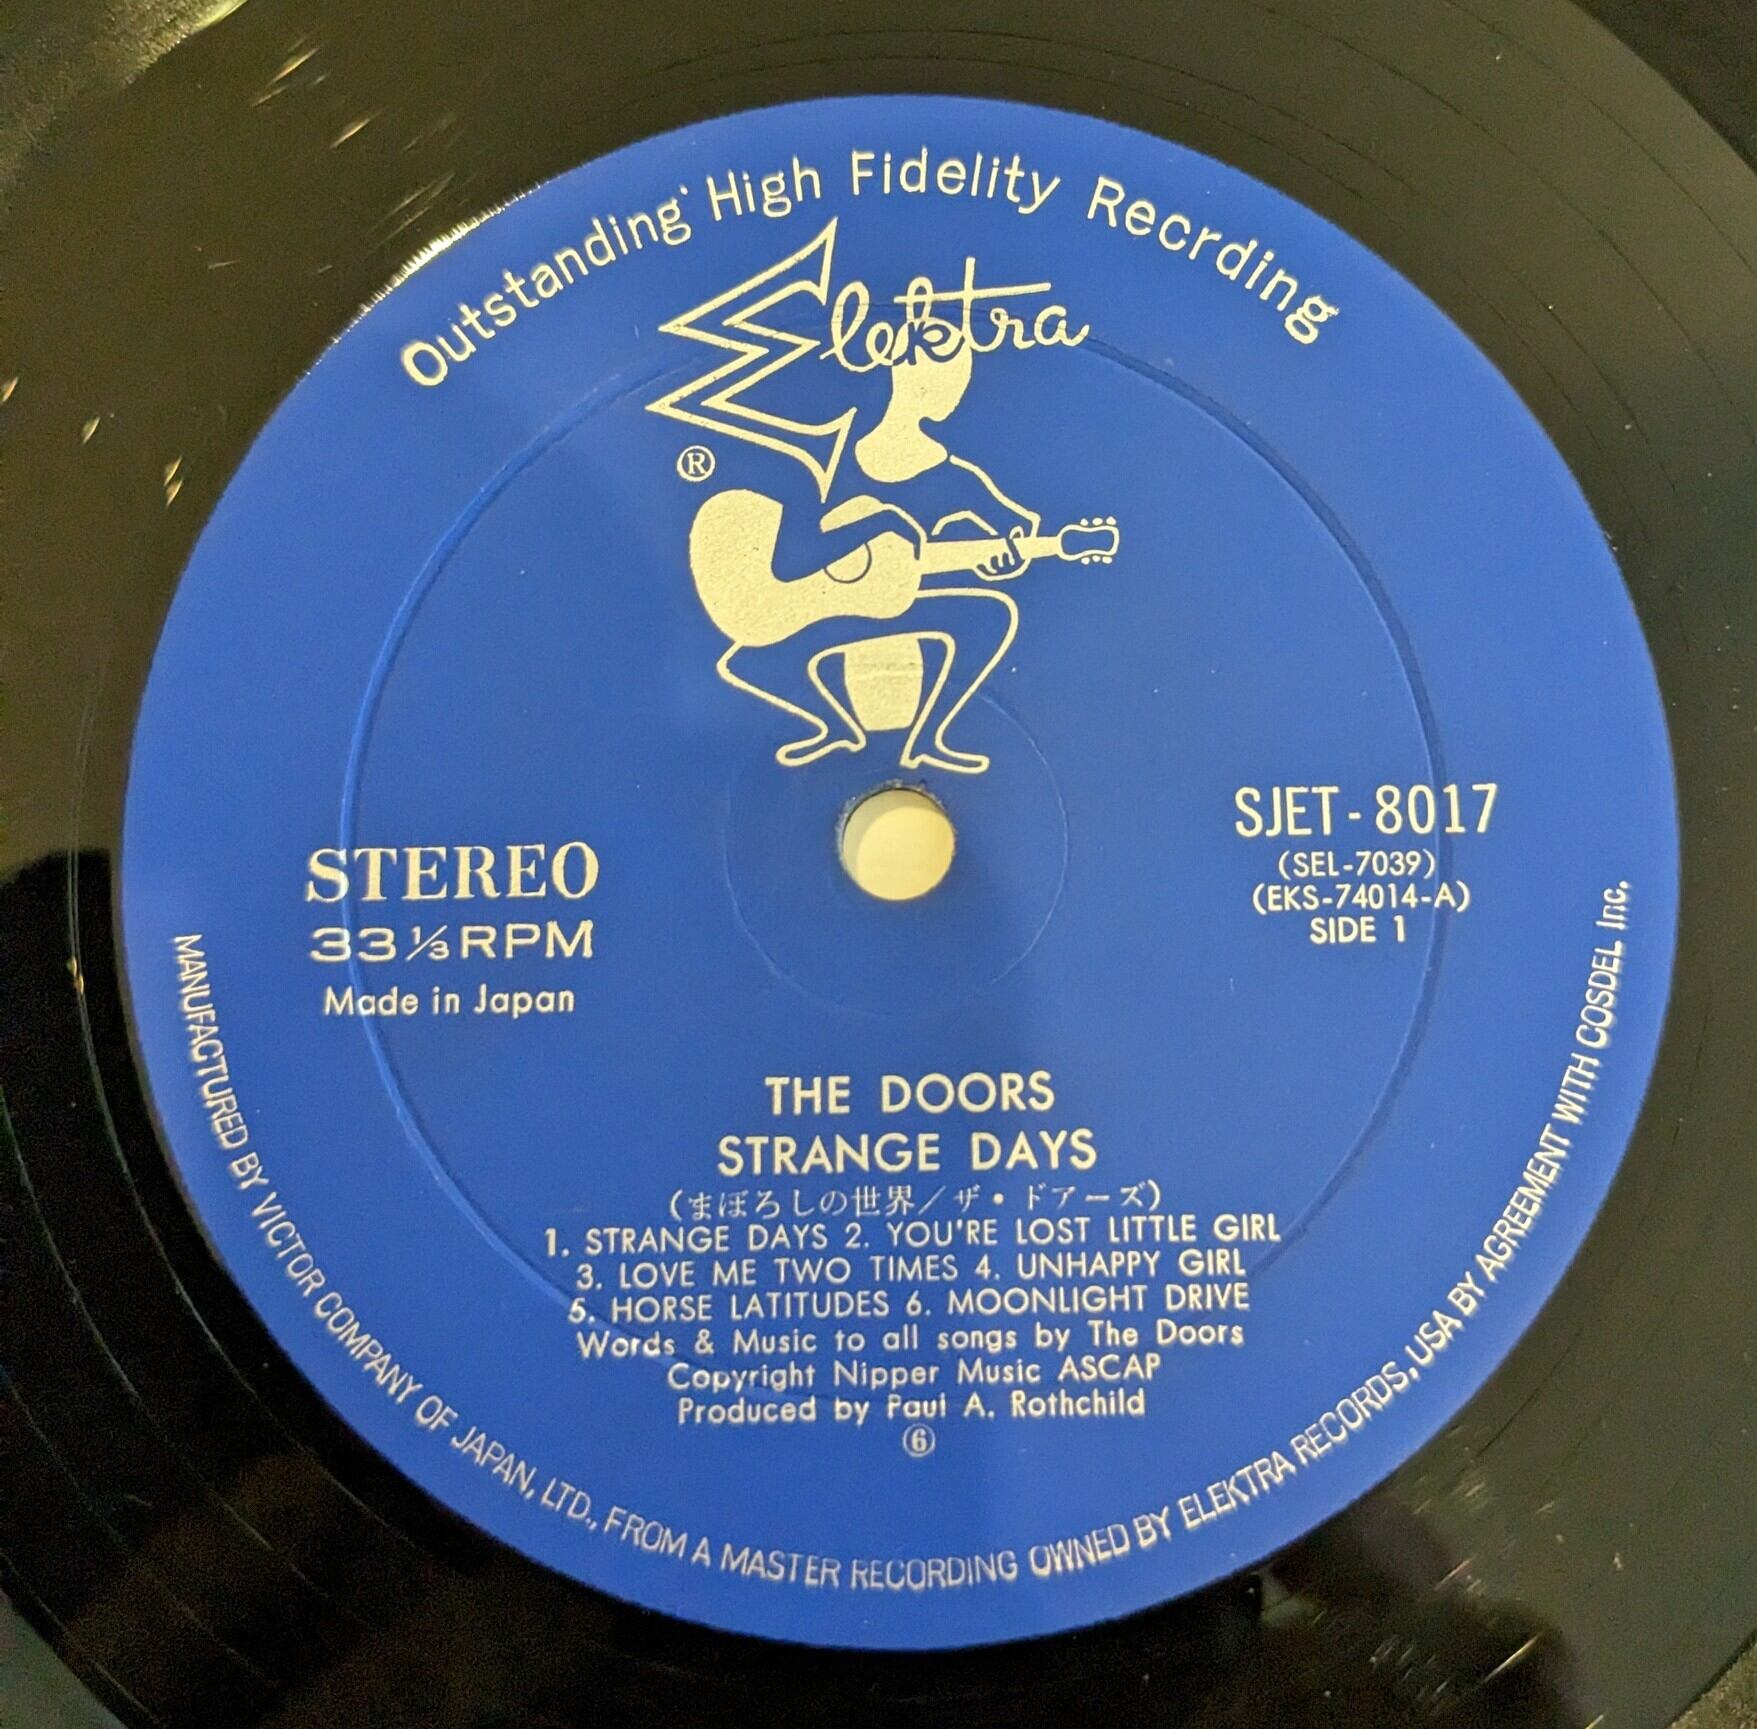 Outstanding High Fidelity Recrding
Elektra
®
STEREO
33 ⅓ RPM
Made in Japan
SJET-8017
(SEL-7039)
(EKS-74014-A)
SIDE 1
THE DOORS
STRANGE DAYS
(まぼろしの世界/ザ・ドアーズ)
1. STRANGE DAYS 2. YOU'RE LOST LITTLE GIRL
3. LOVE ME TWO TIMES 4. UNHAPPY GIRL
5. HORSE LATITUDES 6. MOONLIGHT DRIVE
Words & Music to all songs by The Doors
Copyright Nipper Music ASCAP
Produced by Paul A. Rothchild
⑥
MANUFACTURED BY VICTOR COMPANY OF JAPAN, LTD., FROM A MASTER RECORDING OWNED BY ELEKTRA RECORDS, USA BY AGREEMENT WITH COSDEL Inc.